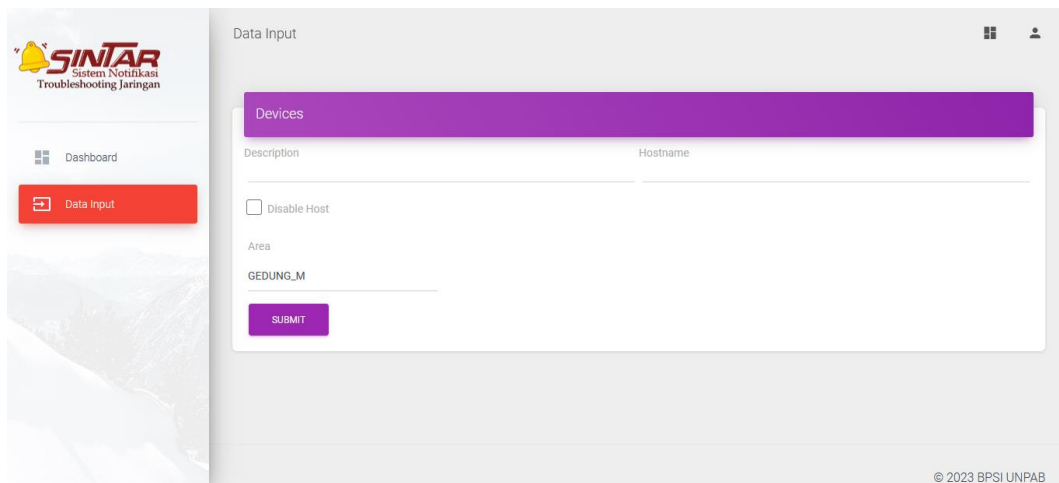 SINTAR
Sistem Notifikasi
Troubleshooting Jaringan
Dashboard
Data Input
Data Input
Devices
Description
Hostname
Disable Host
Area
GEDUNG_M
SUBMIT
© 2023 BPSI UNPAB